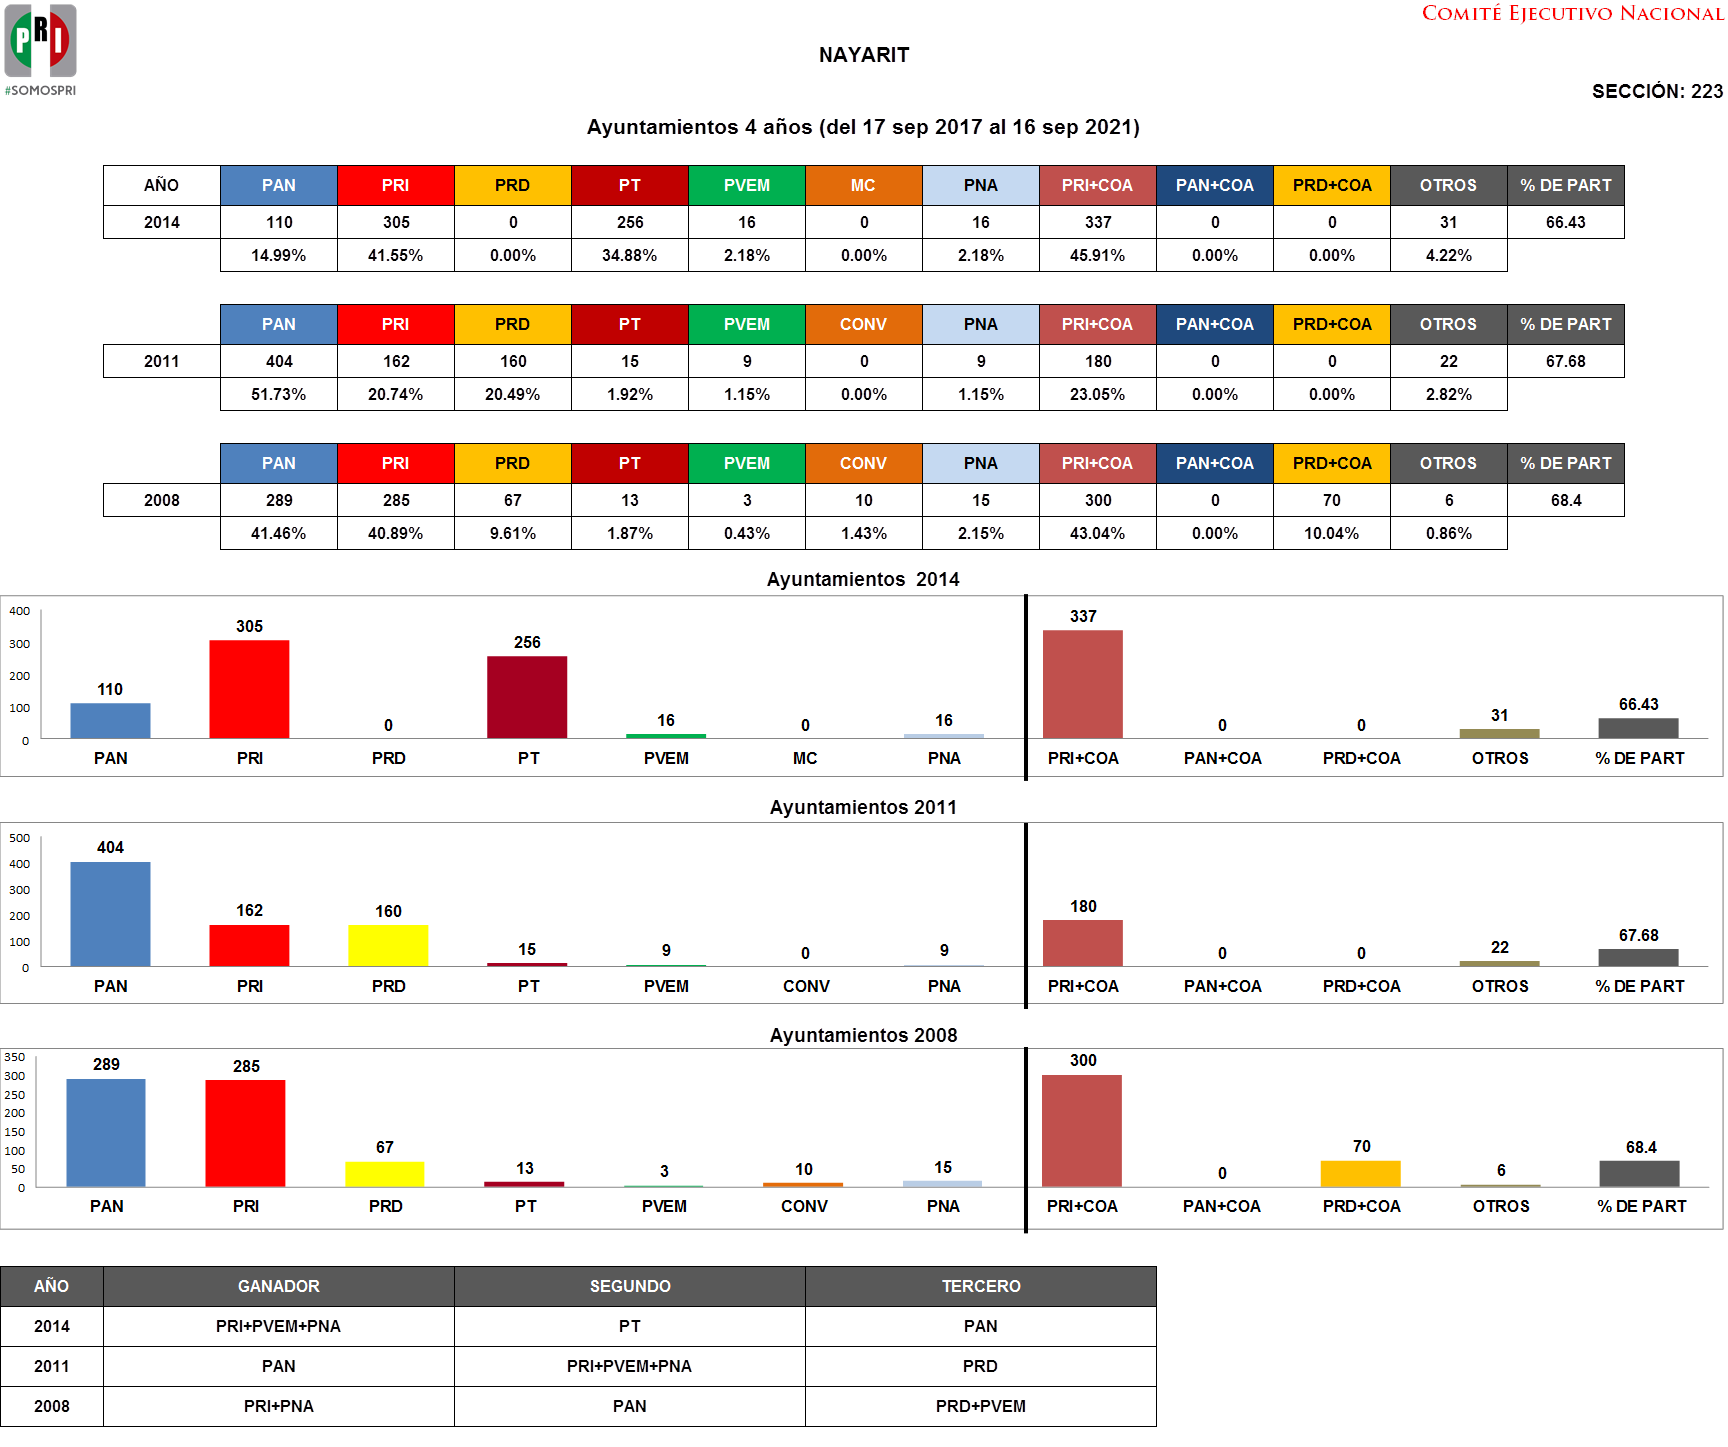 PRI
#SOMOSPRI
COMITÉ EJECUTIVO NACIONAL
NAYARIT
SECCIÓN: 223
Ayuntamientos 4 años (del 17 sep 2017 al 16 sep 2021)
AÑO PAN PRI PRD PT PVEM MC PNA PRI+COA PAN+COA PRD+COA OTROS % DE PART
2014 110 305 0 256 16 0 16 337 0 0 31 66.43
14.99% 41.55% 0.00% 34.88% 2.18% 0.00% 2.18% 45.91% 0.00% 0.00% 4.22%
PAN PRI PRD PT PVEM CONV PNA PRI+COA PAN+COA PRD+COA OTROS % DE PART
2011 404 162 160 15 9 0 9 180 0 0 22 67.68
51.73% 20.74% 20.49% 1.92% 1.15% 0.00% 1.15% 23.05% 0.00% 0.00% 2.82%
PAN PRI PRD PT PVEM CONV PNA PRI+COA PAN+COA PRD+COA OTROS % DE PART
2008 289 285 67 13 3 10 15 300 0 70 6 68.4
41.46% 40.89% 9.61% 1.87% 0.43% 1.43% 2.15% 43.04% 0.00% 10.04% 0.86%
Ayuntamientos 2014
400
300
200
100
0
110 305 0 256 16 0 16 337 0 0 31 66.43
PAN PRI PRD PT PVEM MC PNA PRI+COA PAN+COA PRD+COA OTROS % DE PART
Ayuntamientos 2011
500
400
300
200
100
0
404 162 160 15 9 0 9 180 0 0 22 67.68
PAN PRI PRD PT PVEM CONV PNA PRI+COA PAN+COA PRD+COA OTROS % DE PART
Ayuntamientos 2008
350
300
250
200
150
100
50
0
289 285 67 13 3 10 15 300 0 70 6 68.4
PAN PRI PRD PT PVEM CONV PNA PRI+COA PAN+COA PRD+COA OTROS % DE PART
AÑO GANADOR SEGUNDO TERCERO
2014 PRI+PVEM+PNA PT PAN
2011 PAN PRI+PVEM+PNA PRD
2008 PRI+PNA PAN PRD+PVEM